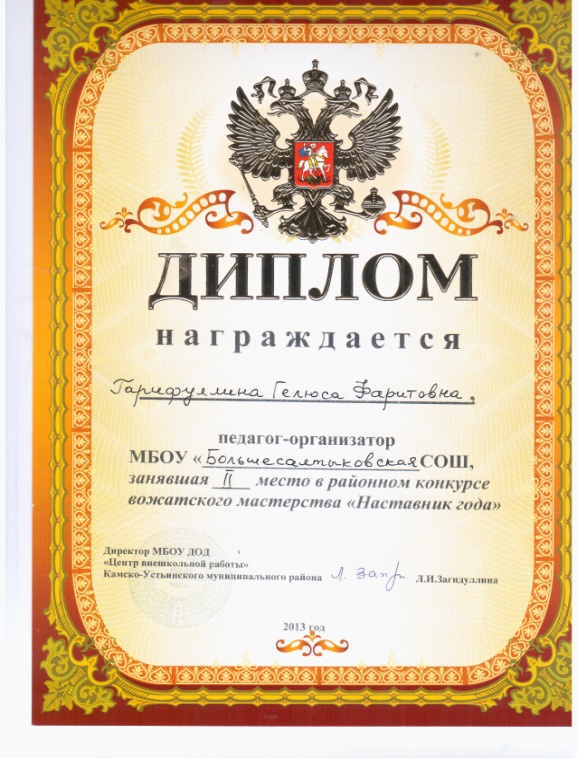 ДИПЛОМ
награждается
Гарифуллина Гелюса Фаритовна,
педагог-организатор
МБОУ «Большесалтыковская СОШ,
занявшая II место в районном конкурсе
вожатского мастерства «Наставник года»
Директор МБОУ ДОД
«Центр внешкольной работы»
Камско-Устьинского муниципального района Л.И.Загидуллина
2013 год